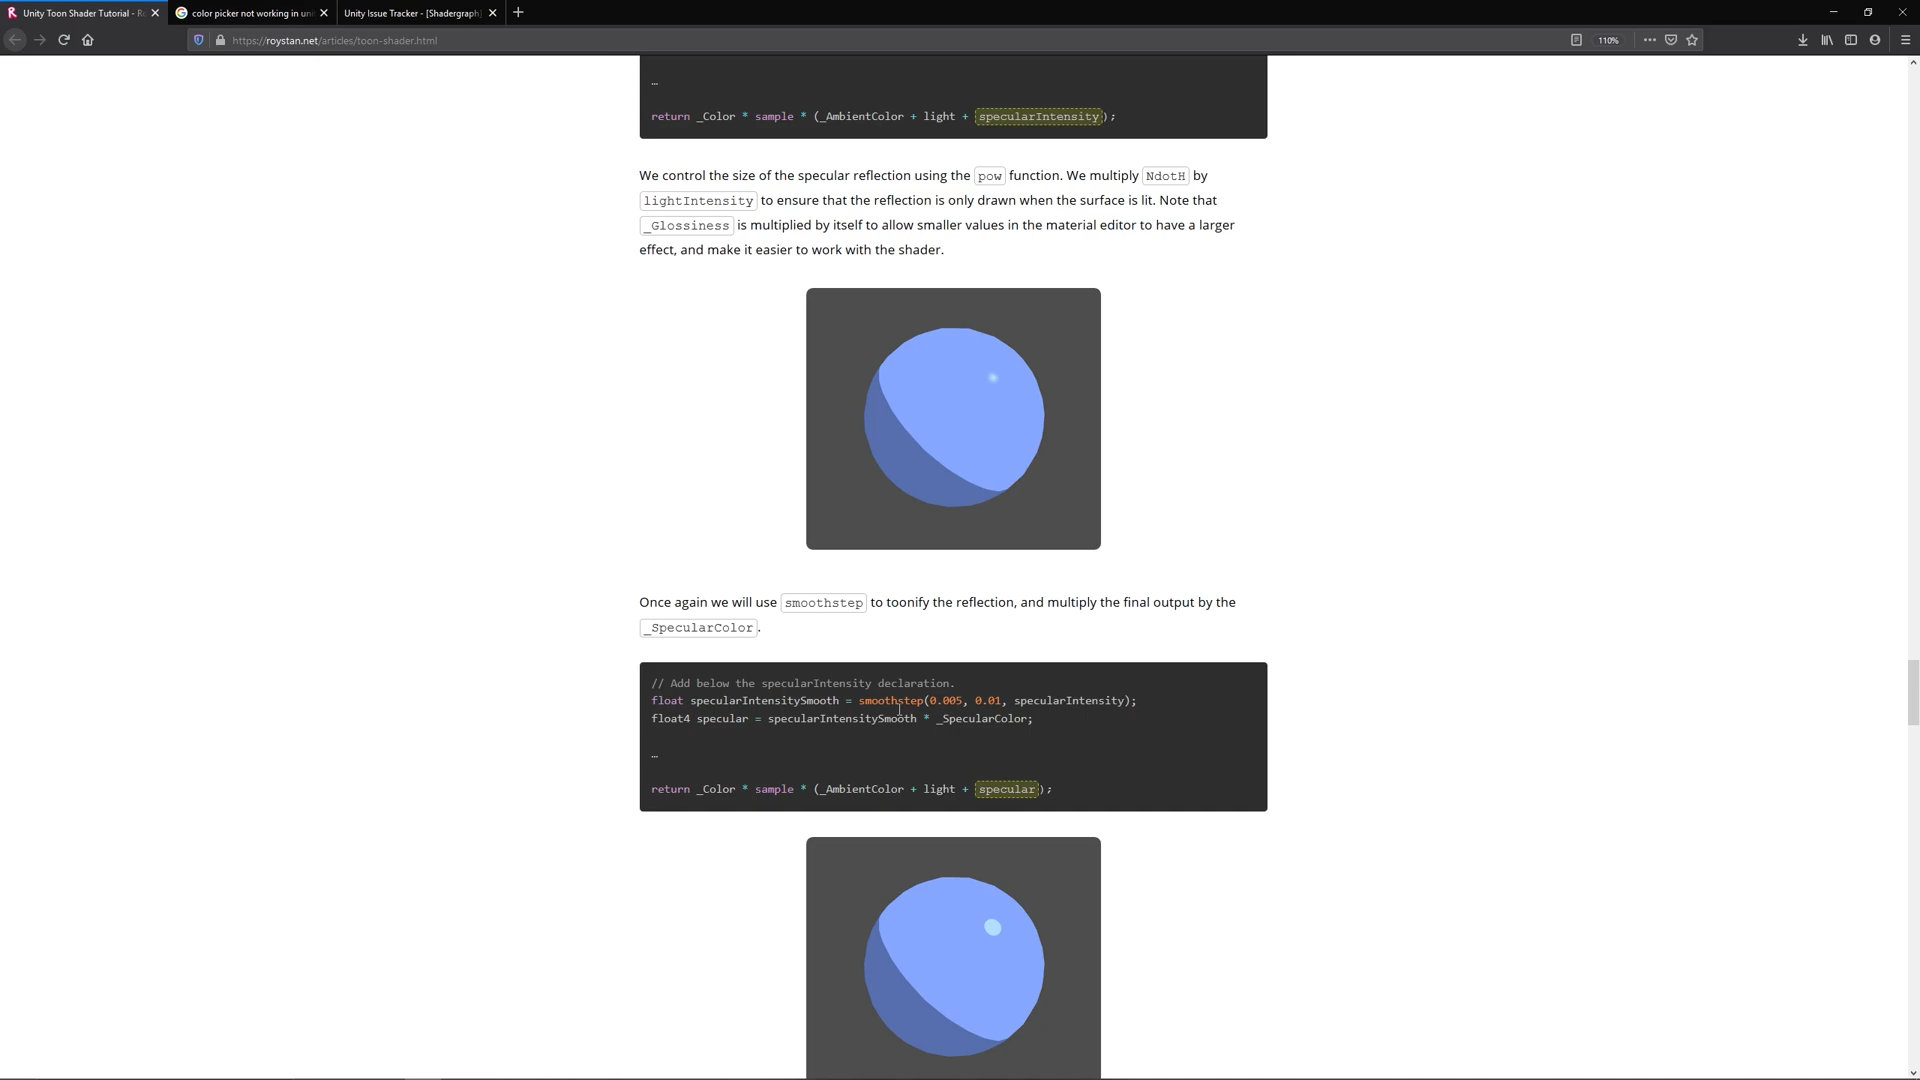 Unity Toon Shader Tutorial - Ro
color picker not working in uni
Unity Issue Tracker - [Shadergraph]
https://roystan.net/articles/toon-shader.html
110%
…
return _Color * sample * (_AmbientColor + light + specularIntensity);
We control the size of the specular reflection using the pow function. We multiply NdotH by
lightIntensity to ensure that the reflection is only drawn when the surface is lit. Note that
_Glossiness is multiplied by itself to allow smaller values in the material editor to have a larger
effect, and make it easier to work with the shader.
Once again we will use smoothstep to toonify the reflection, and multiply the final output by the
_SpecularColor.
// Add below the specularIntensity declaration.
float specularIntensitySmooth = smoothstep(0.005, 0.01, specularIntensity);
float4 specular = specularIntensitySmooth * _SpecularColor;
…
return _Color * sample * (_AmbientColor + light + specular);